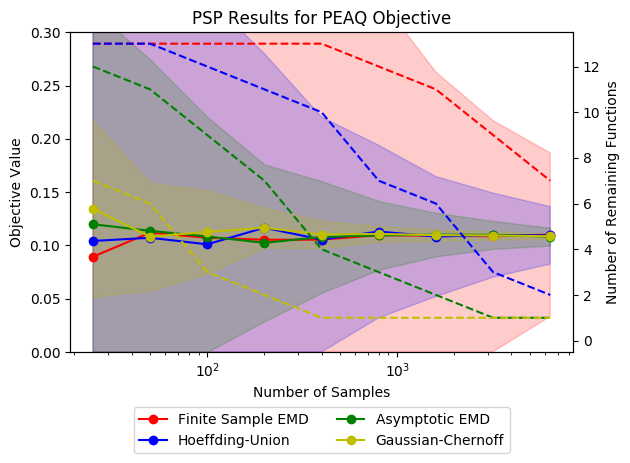 PSP Results for PEAQ Objective
Objective Value
0.30
0.25
0.20
0.15
0.10
0.05
0.00
12
10
8
6
4
2
0
Number of Remaining Functions
10²
10³
Number of Samples
Finite Sample EMD
Hoeffding-Union
Asymptotic EMD
Gaussian-Chernoff